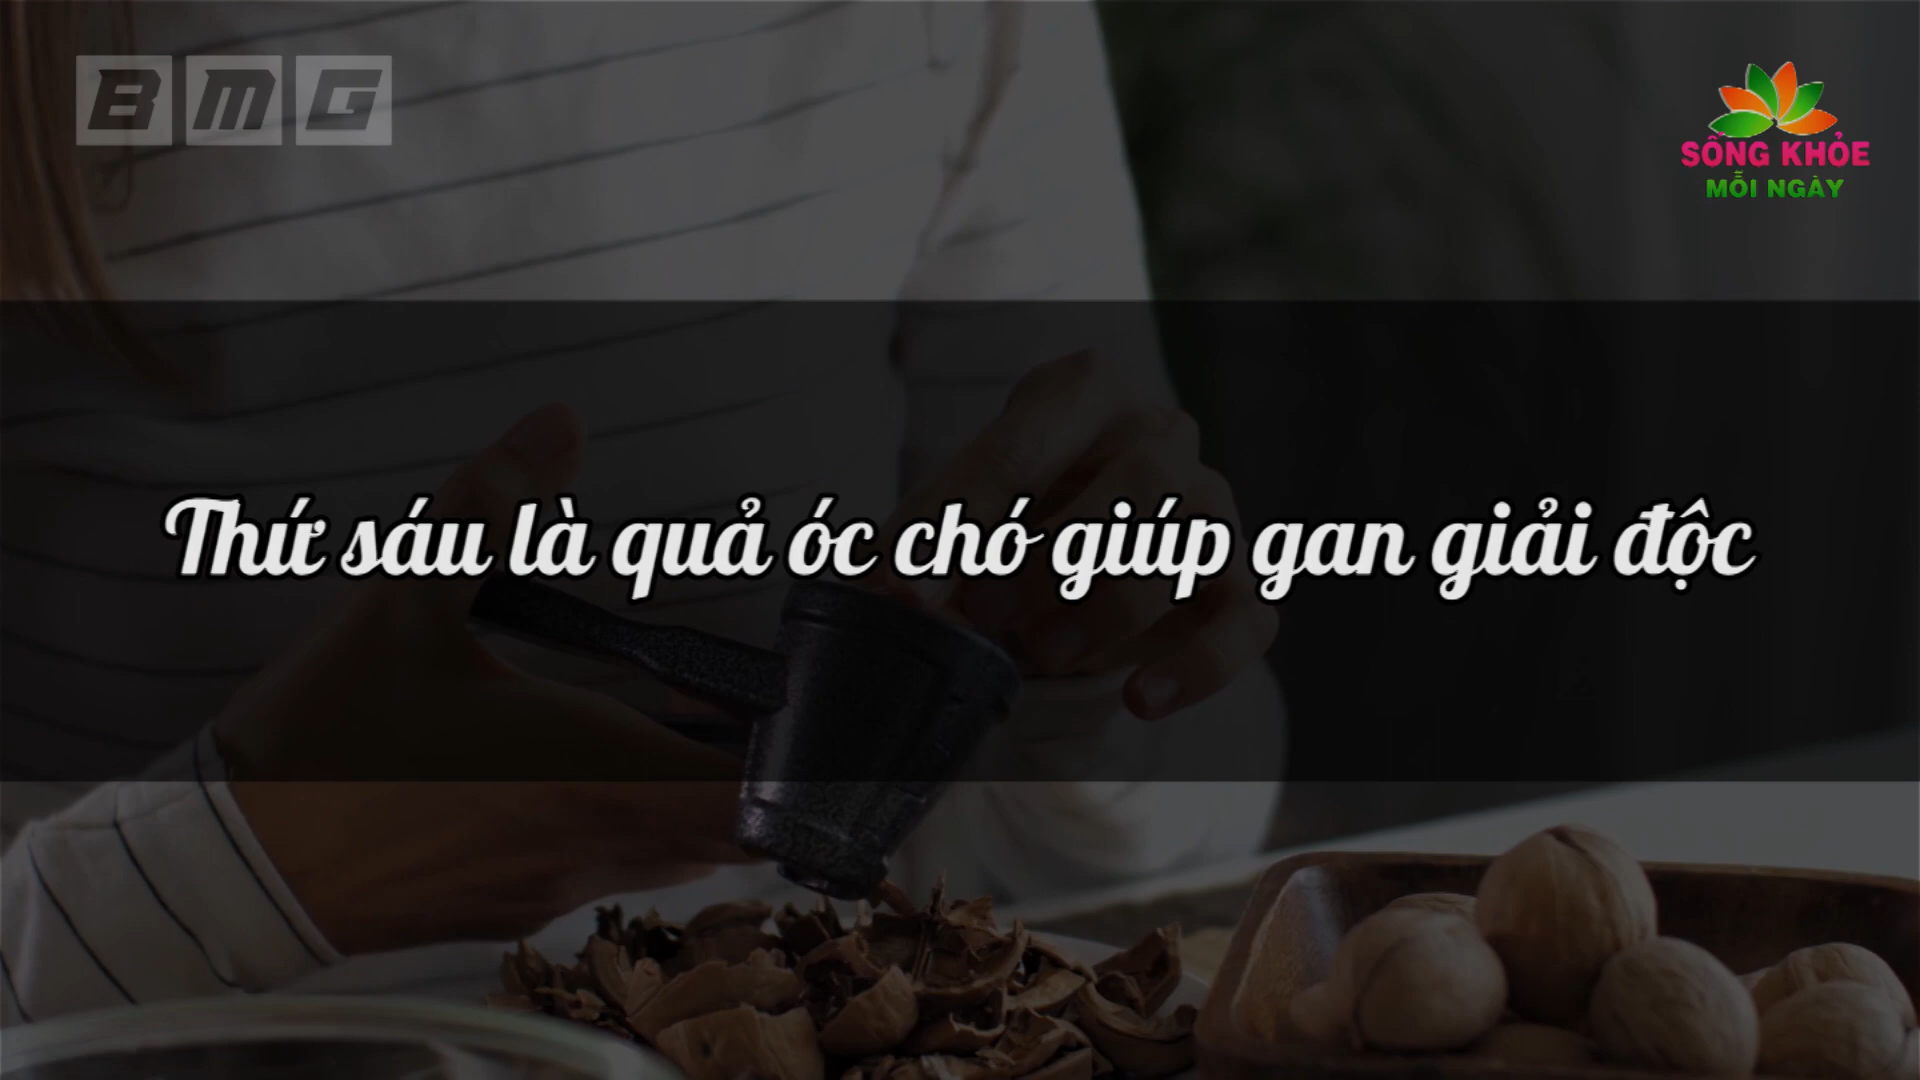 BMG
SỐNG KHỎE
MỖI NGÀY
Thứ sáu là quả óc chó giúp gan giải độc